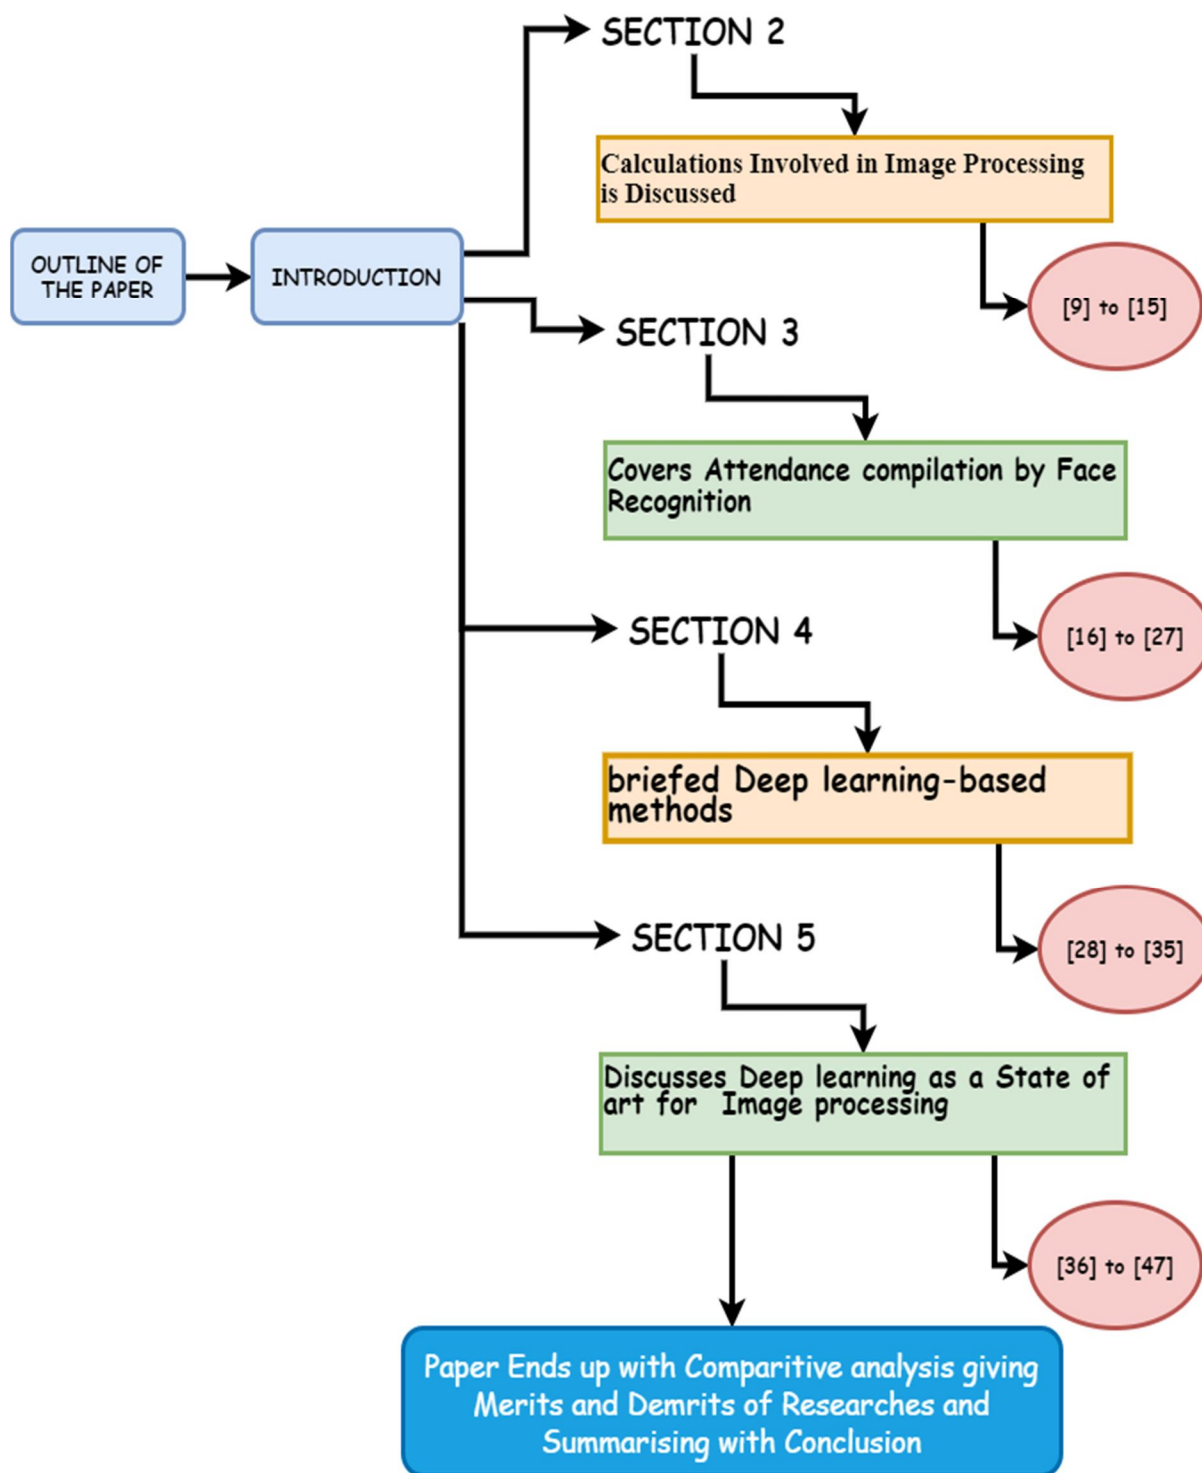 OUTLINE OF
THE PAPER
INTRODUCTION
SECTION 2
Calculations Involved in Image Processing
is Discussed
[9] to [15]
SECTION 3
Covers Attendance compilation by Face
Recognition
[16] to [27]
SECTION 4
briefed Deep learning-based
methods
[28] to [35]
SECTION 5
Discusses Deep learning as a State of
art for Image processing
[36] to [47]
Paper Ends up with Comparitive analysis giving
Merits and Demrits of Researches and
Summarising with Conclusion